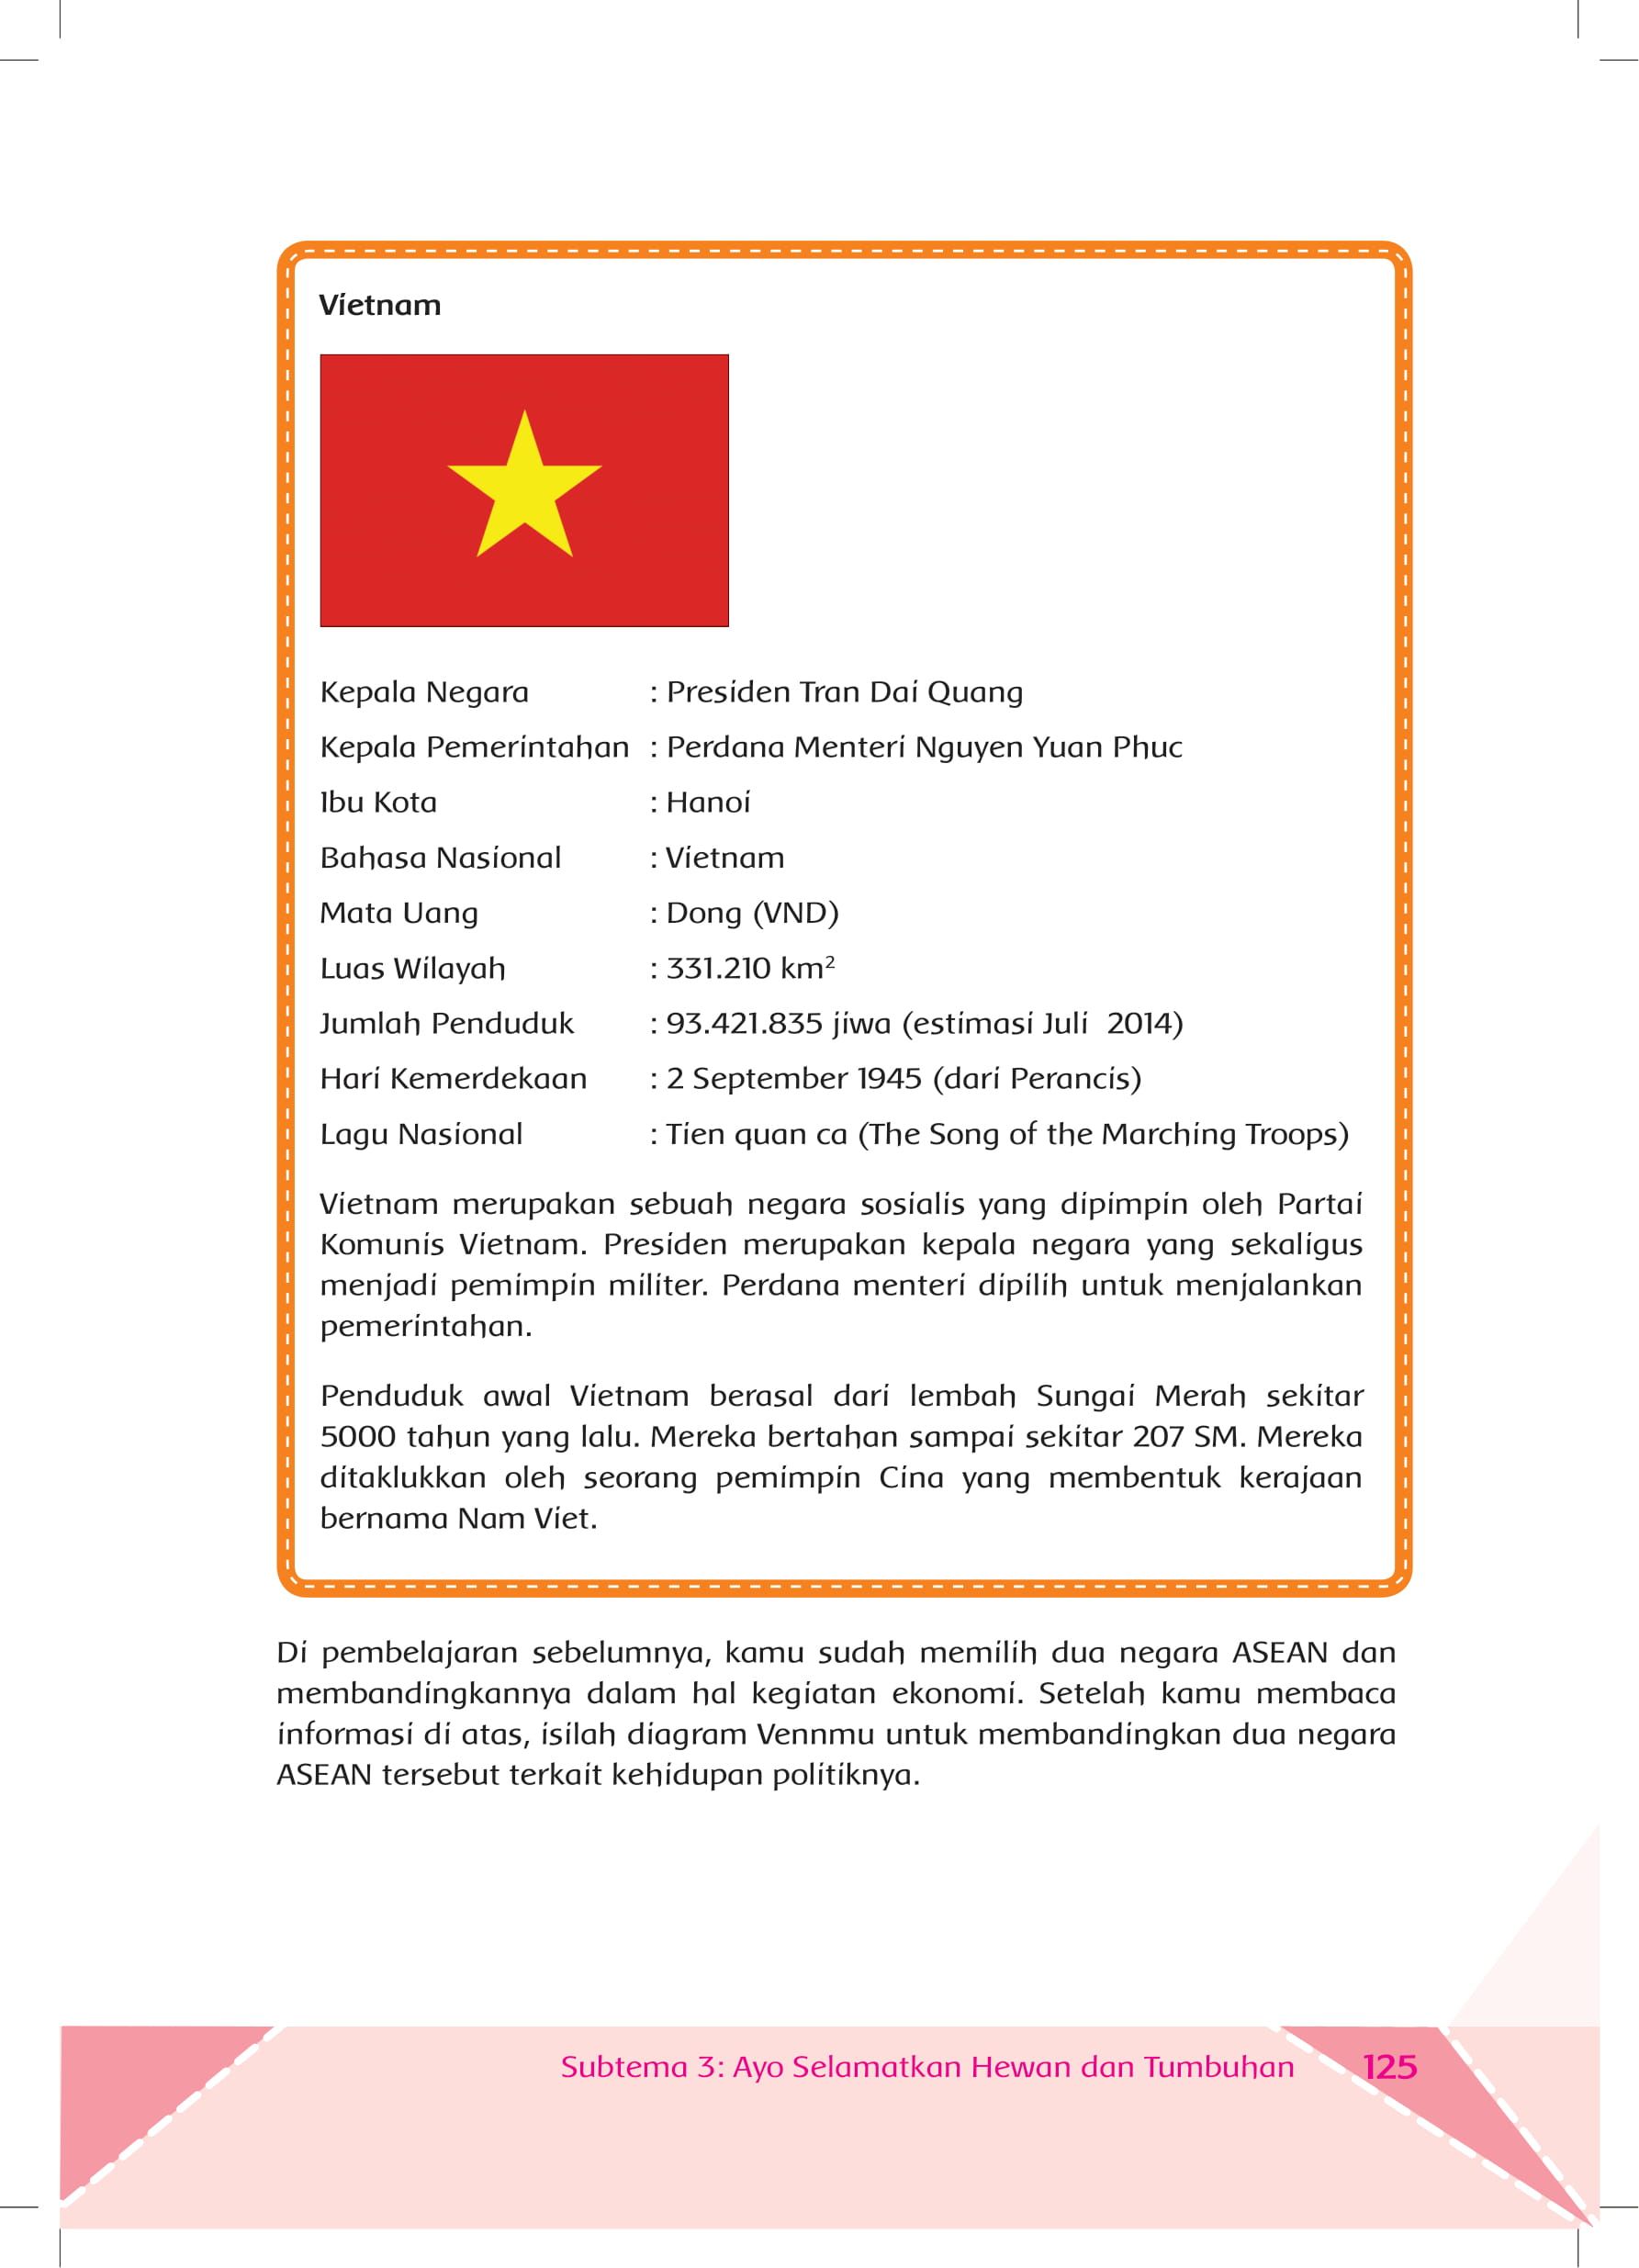 Vietnam
Kepala Negara : Presiden Tran Dai Quang
Kepala Pemerintahan : Perdana Menteri Nguyen Yuan Phuc
Ibu Kota : Hanoi
Bahasa Nasional : Vietnam
Mata Uang : Dong (VND)
Luas Wilayah : 331.210 km²
Jumlah Penduduk : 93.421.835 jiwa (estimasi Juli 2014)
Hari Kemerdekaan : 2 September 1945 (dari Perancis)
Lagu Nasional : Tien quan ca (The Song of the Marching Troops)
Vietnam merupakan sebuah negara sosialis yang dipimpin oleh Partai
Komunis Vietnam. Presiden merupakan kepala negara yang sekaligus
menjadi pemimpin militer. Perdana menteri dipilih untuk menjalankan
pemerintahan.
Penduduk awal Vietnam berasal dari lembah Sungai Merah sekitar
5000 tahun yang lalu. Mereka bertahan sampai sekitar 207 SM. Mereka
ditaklukkan oleh seorang pemimpin Cina yang membentuk kerajaan
bernama Nam Viet.
Di pembelajaran sebelumnya, kamu sudah memilih dua negara ASEAN dan
membandingkannya dalam hal kegiatan ekonomi. Setelah kamu membaca
informasi di atas, isilah diagram Vennmu untuk membandingkan dua negara
ASEAN tersebut terkait kehidupan politiknya.
Subtema 3: Ayo Selamatkan Hewan dan Tumbuhan 125